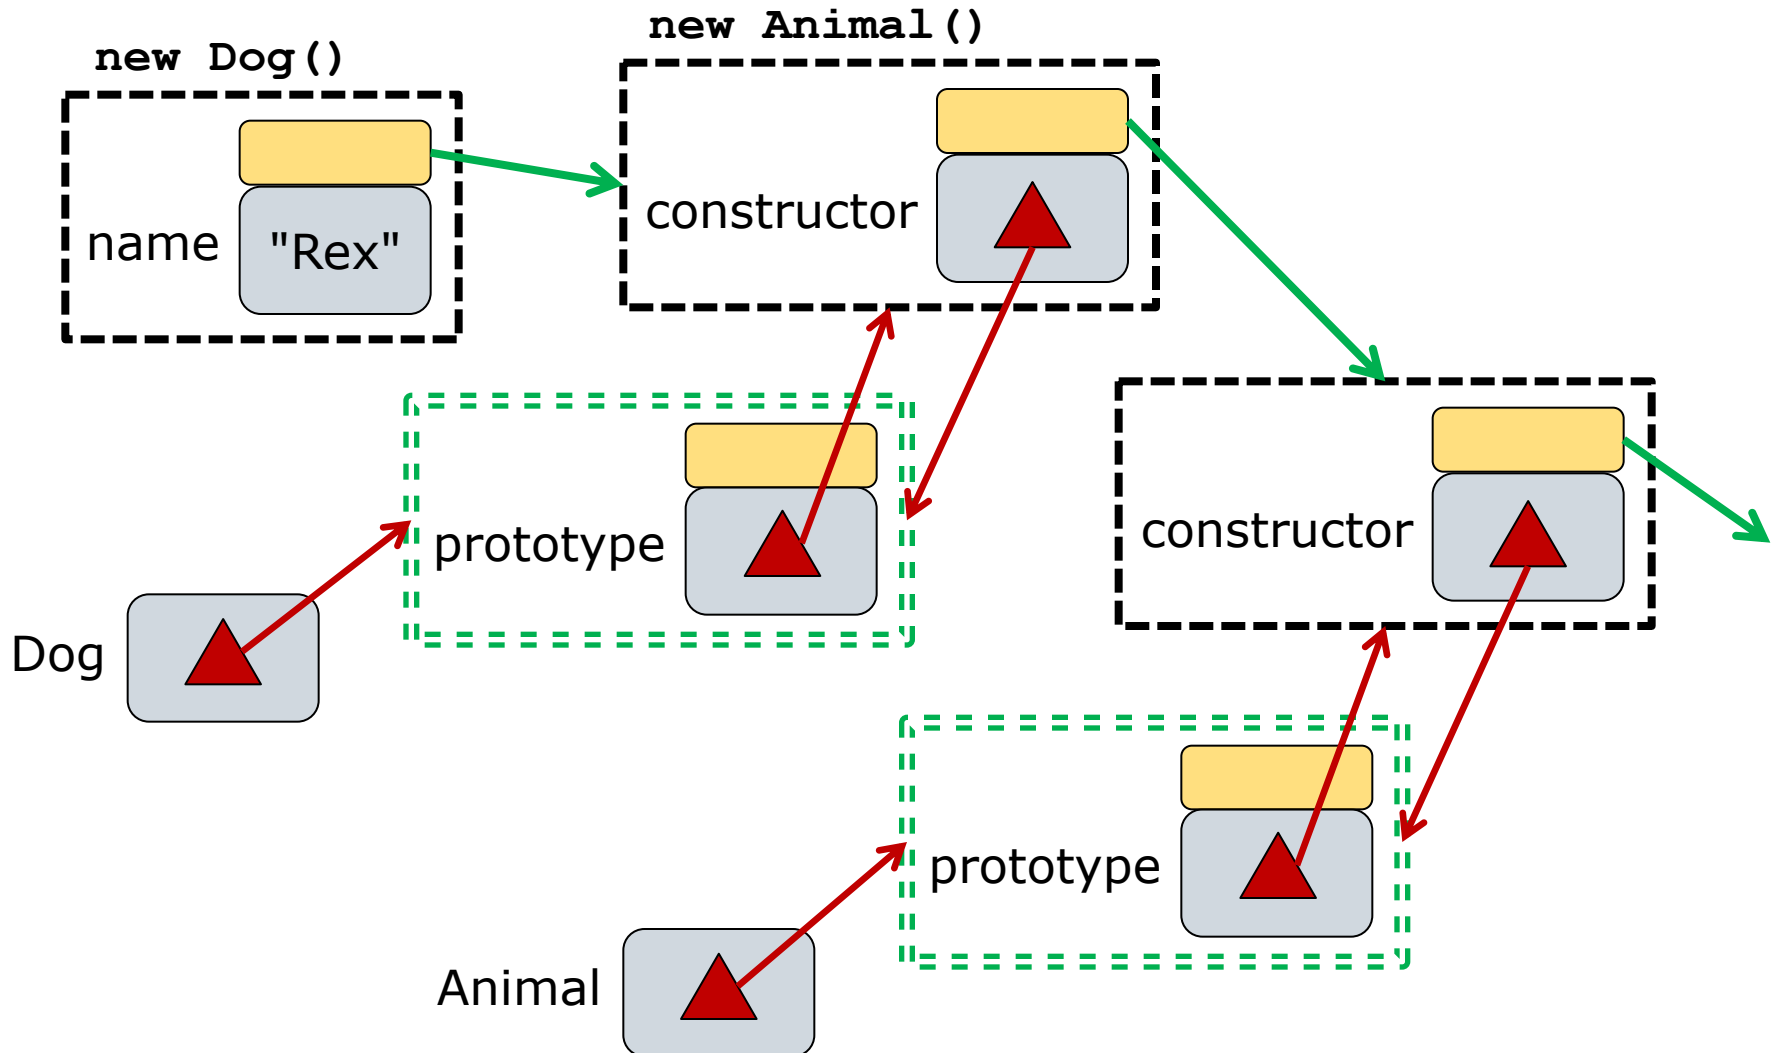 new Animal()
new Dog()
constructor
name
"Rex"
constructor
prototype
Dog
prototype
Animal